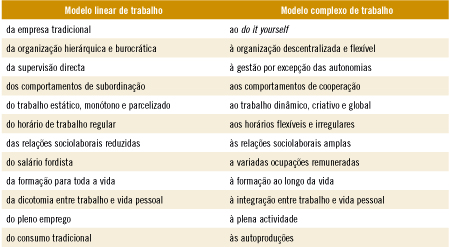 Modelo linear de trabalho Modelo complexo de trabalho
da empresa tradicional ao do it yourself
da organização hierárquica e burocrática à organização descentralizada e flexível
da supervisão directa à gestão por excepção das autonomias
dos comportamentos de subordinação aos comportamentos de cooperação
do trabalho estático, monótono e parcelizado ao trabalho dinâmico, criativo e global
do horário de trabalho regular aos horários flexíveis e irregulares
das relações sociolaborais reduzidas às relações sociolaborais amplas
do salário fordista a variadas ocupações remuneradas
da formação para toda a vida à formação ao longo da vida
da dicotomia entre trabalho e vida pessoal à integração entre trabalho e vida pessoal
do pleno emprego à plena actividade
do consumo tradicional às autoproduções